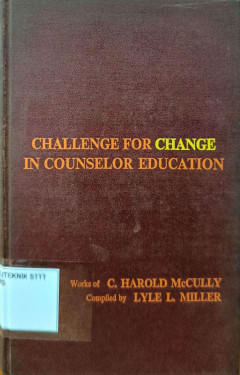 CHALLENGE FOR CHANGE
IN COUNSELOR EDUCATION
Works of C. HAROLD McCULLY
Compiled by LYLE L. MILLER